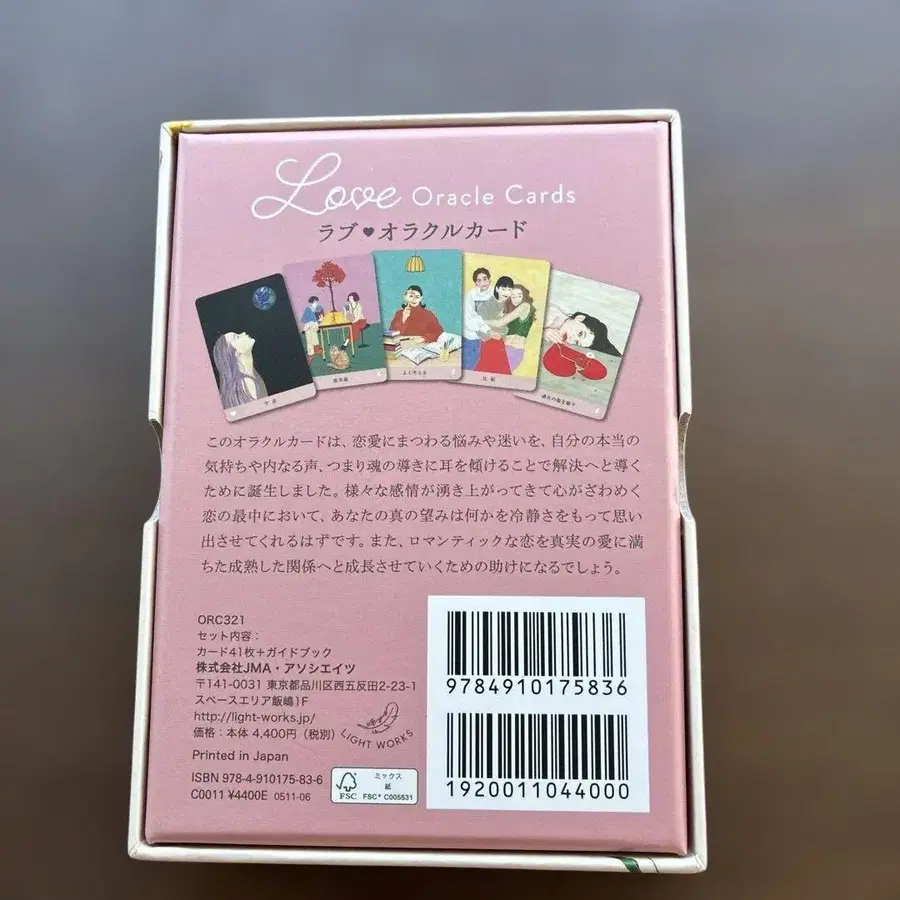 Love Oracle Cards
ラブ♥オラクルカード
宇宙
三人の絆
よく考える
祝福
このオラクルカードは、恋愛にまつわる悩みや迷いを、自分の本当の
気持ちや内なる声、つまり魂の導きに耳を傾けることで解決へと導く
ために誕生しました。様々な感情が湧き上がってきて心がざわめく
恋の最中において、あなたの真の望みは何かを冷静さをもって思い
出させてくれるはずです。また、ロマンティックな恋を真実の愛に満
ちた成熟した関係へと成長させていくための助けになるでしょう。
ORC321
セット内容：
カード41枚＋ガイドブック
株式会社JMA・アソシエイツ
〒141-0031 東京都品川区西五反田2-23-1
スペースエリア飯嶋1F
http://light-works.jp/
価格：本体 4,400円（税別）
LIGHT WORKS
Printed in Japan
ISBN 978-4-910175-83-6
C0011 ¥4400E 0511-06
FSC
ミックス
紙
FSC® C005531
9784910175836
1920011044000